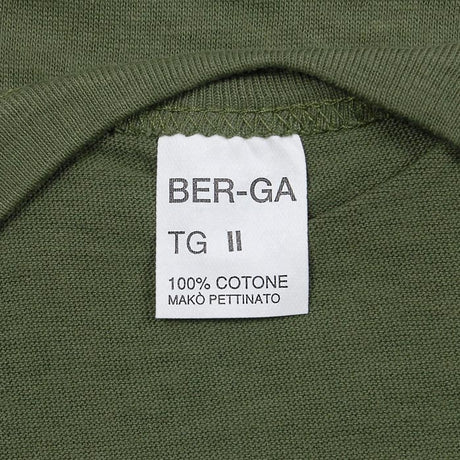 BER-GA
TG II
100% COTONE
MAKÒ PETTINATO